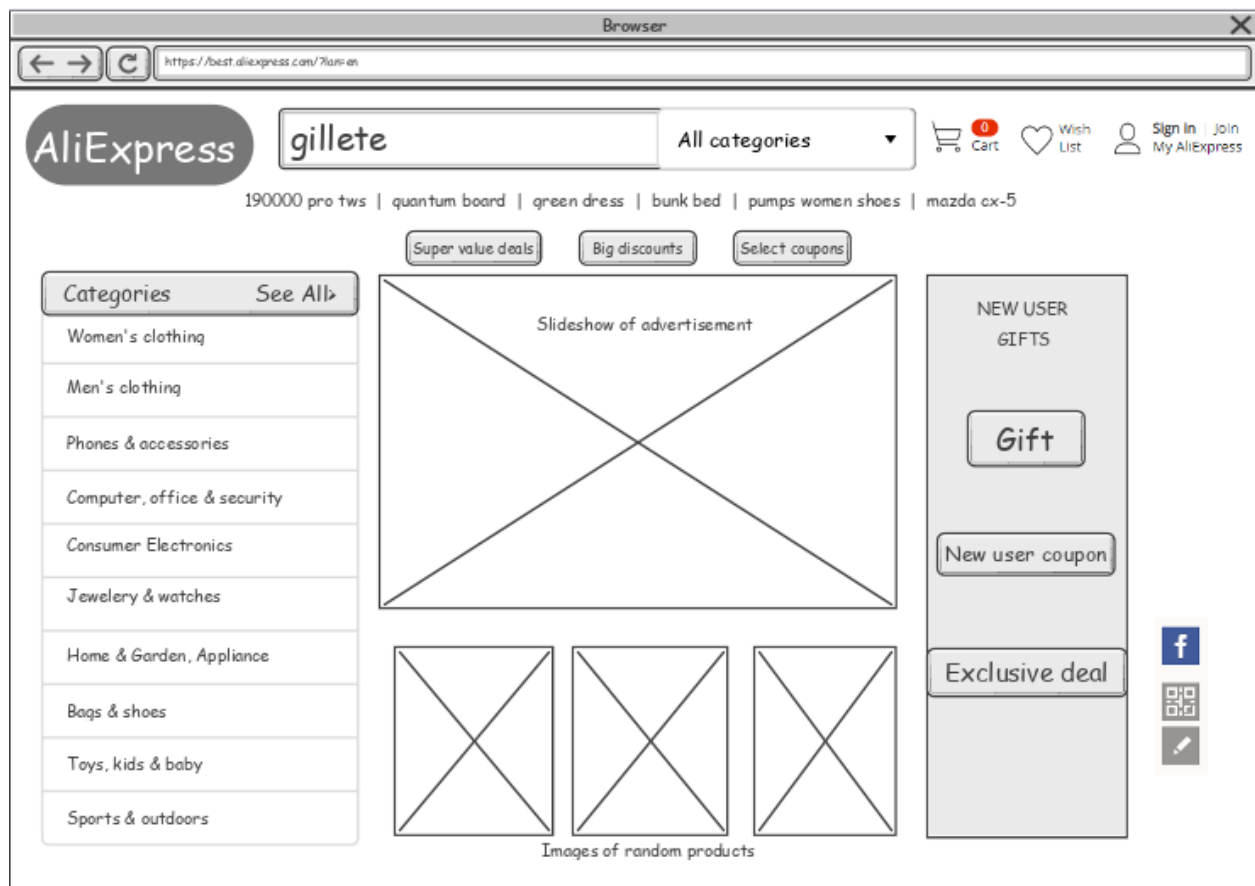 Browser
https://best.aliexpress.com/?lan=en
AliExpress
gillete
All categories
0
Cart
Wish
List
Sign in | Join
My AliExpress
190000 pro tws | quantum board | green dress | bunk bed | pumps women shoes | mazda cx-5
Super value deals
Big discounts
Select coupons
Categories See All>
Women's clothing
Men's clothing
Phones & accessories
Computer, office & security
Consumer Electronics
Jewelery & watches
Home & Garden, Appliance
Bags & shoes
Toys, kids & baby
Sports & outdoors
Slideshow of advertisement
Images of random products
NEW USER
GIFTS
Gift
New user coupon
Exclusive deal
f